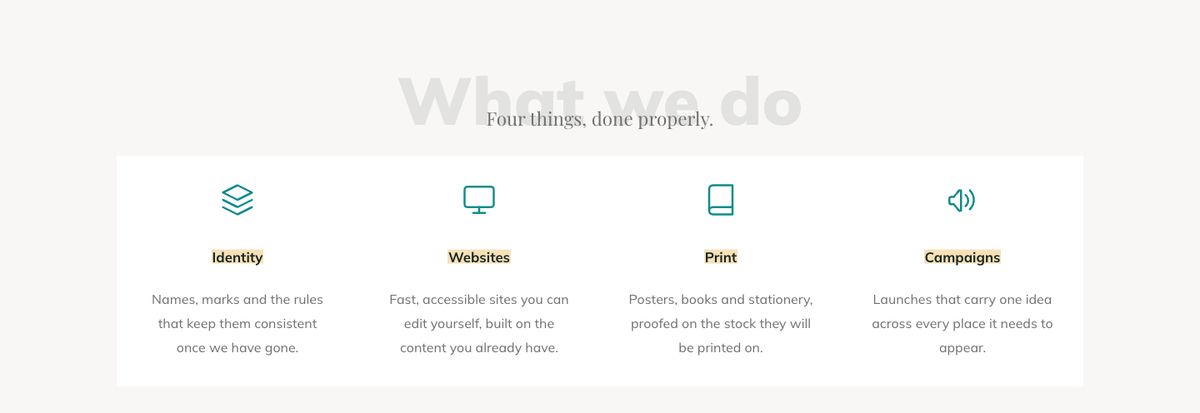 What we do
Four things, done properly.
Identity
Names, marks and the rules
that keep them consistent
once we have gone.
Websites
Fast, accessible sites you can
edit yourself, built on the
content you already have.
Print
Posters, books and stationery,
proofed on the stock they will
be printed on.
Campaigns
Launches that carry one idea
across every place it needs to
appear.